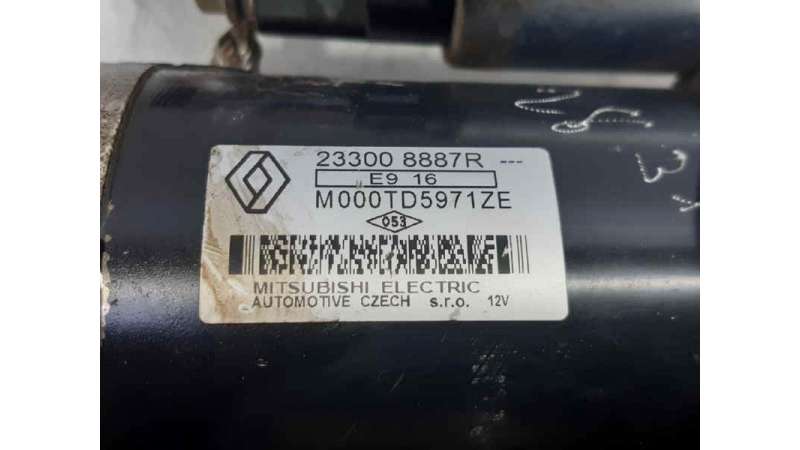 23300 8887R ---
E9 16
M000TD5971ZE
053
MITSUBISHI ELECTRIC
AUTOMOTIVE CZECH s.r.o. 12V